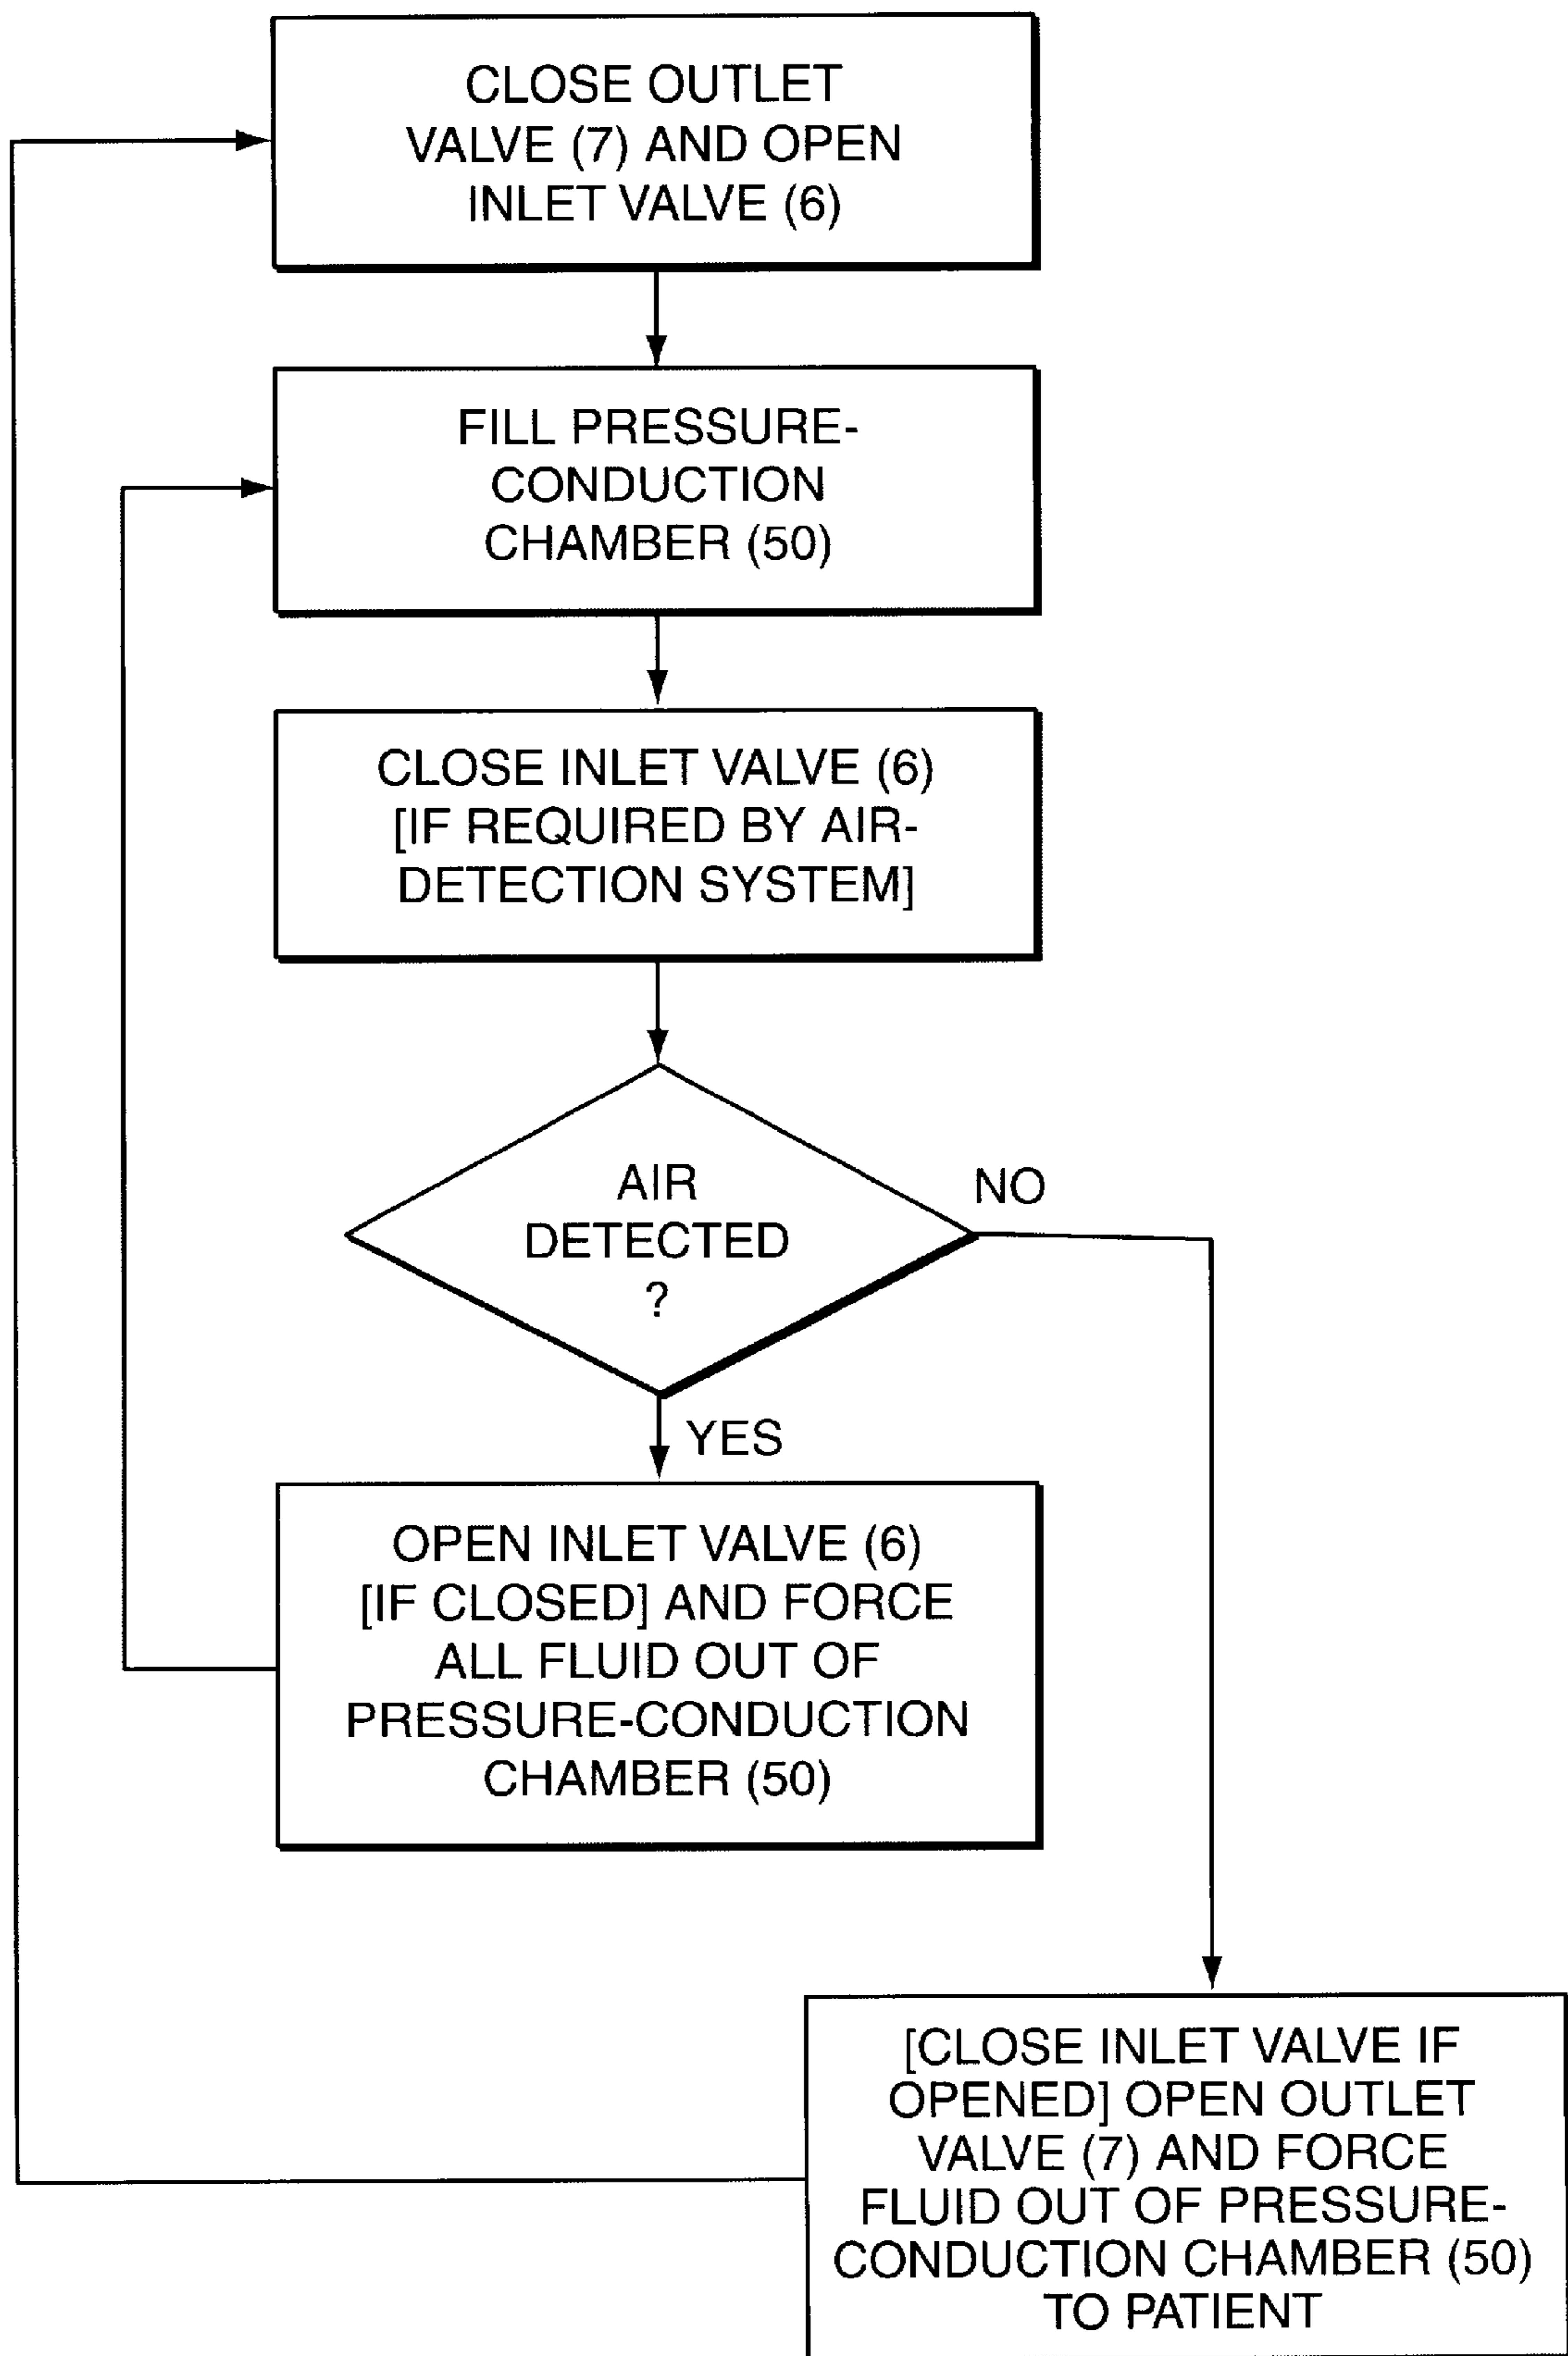 CLOSE OUTLET
VALVE (7) AND OPEN
INLET VALVE (6)
FILL PRESSURE-
CONDUCTION
CHAMBER (50)
CLOSE INLET VALVE (6)
[IF REQUIRED BY AIR-
DETECTION SYSTEM]
AIR
DETECTED
?
NO
YES
OPEN INLET VALVE (6)
[IF CLOSED] AND FORCE
ALL FLUID OUT OF
PRESSURE-CONDUCTION
CHAMBER (50)
[CLOSE INLET VALVE IF
OPENED] OPEN OUTLET
VALVE (7) AND FORCE
FLUID OUT OF PRESSURE-
CONDUCTION CHAMBER (50)
TO PATIENT